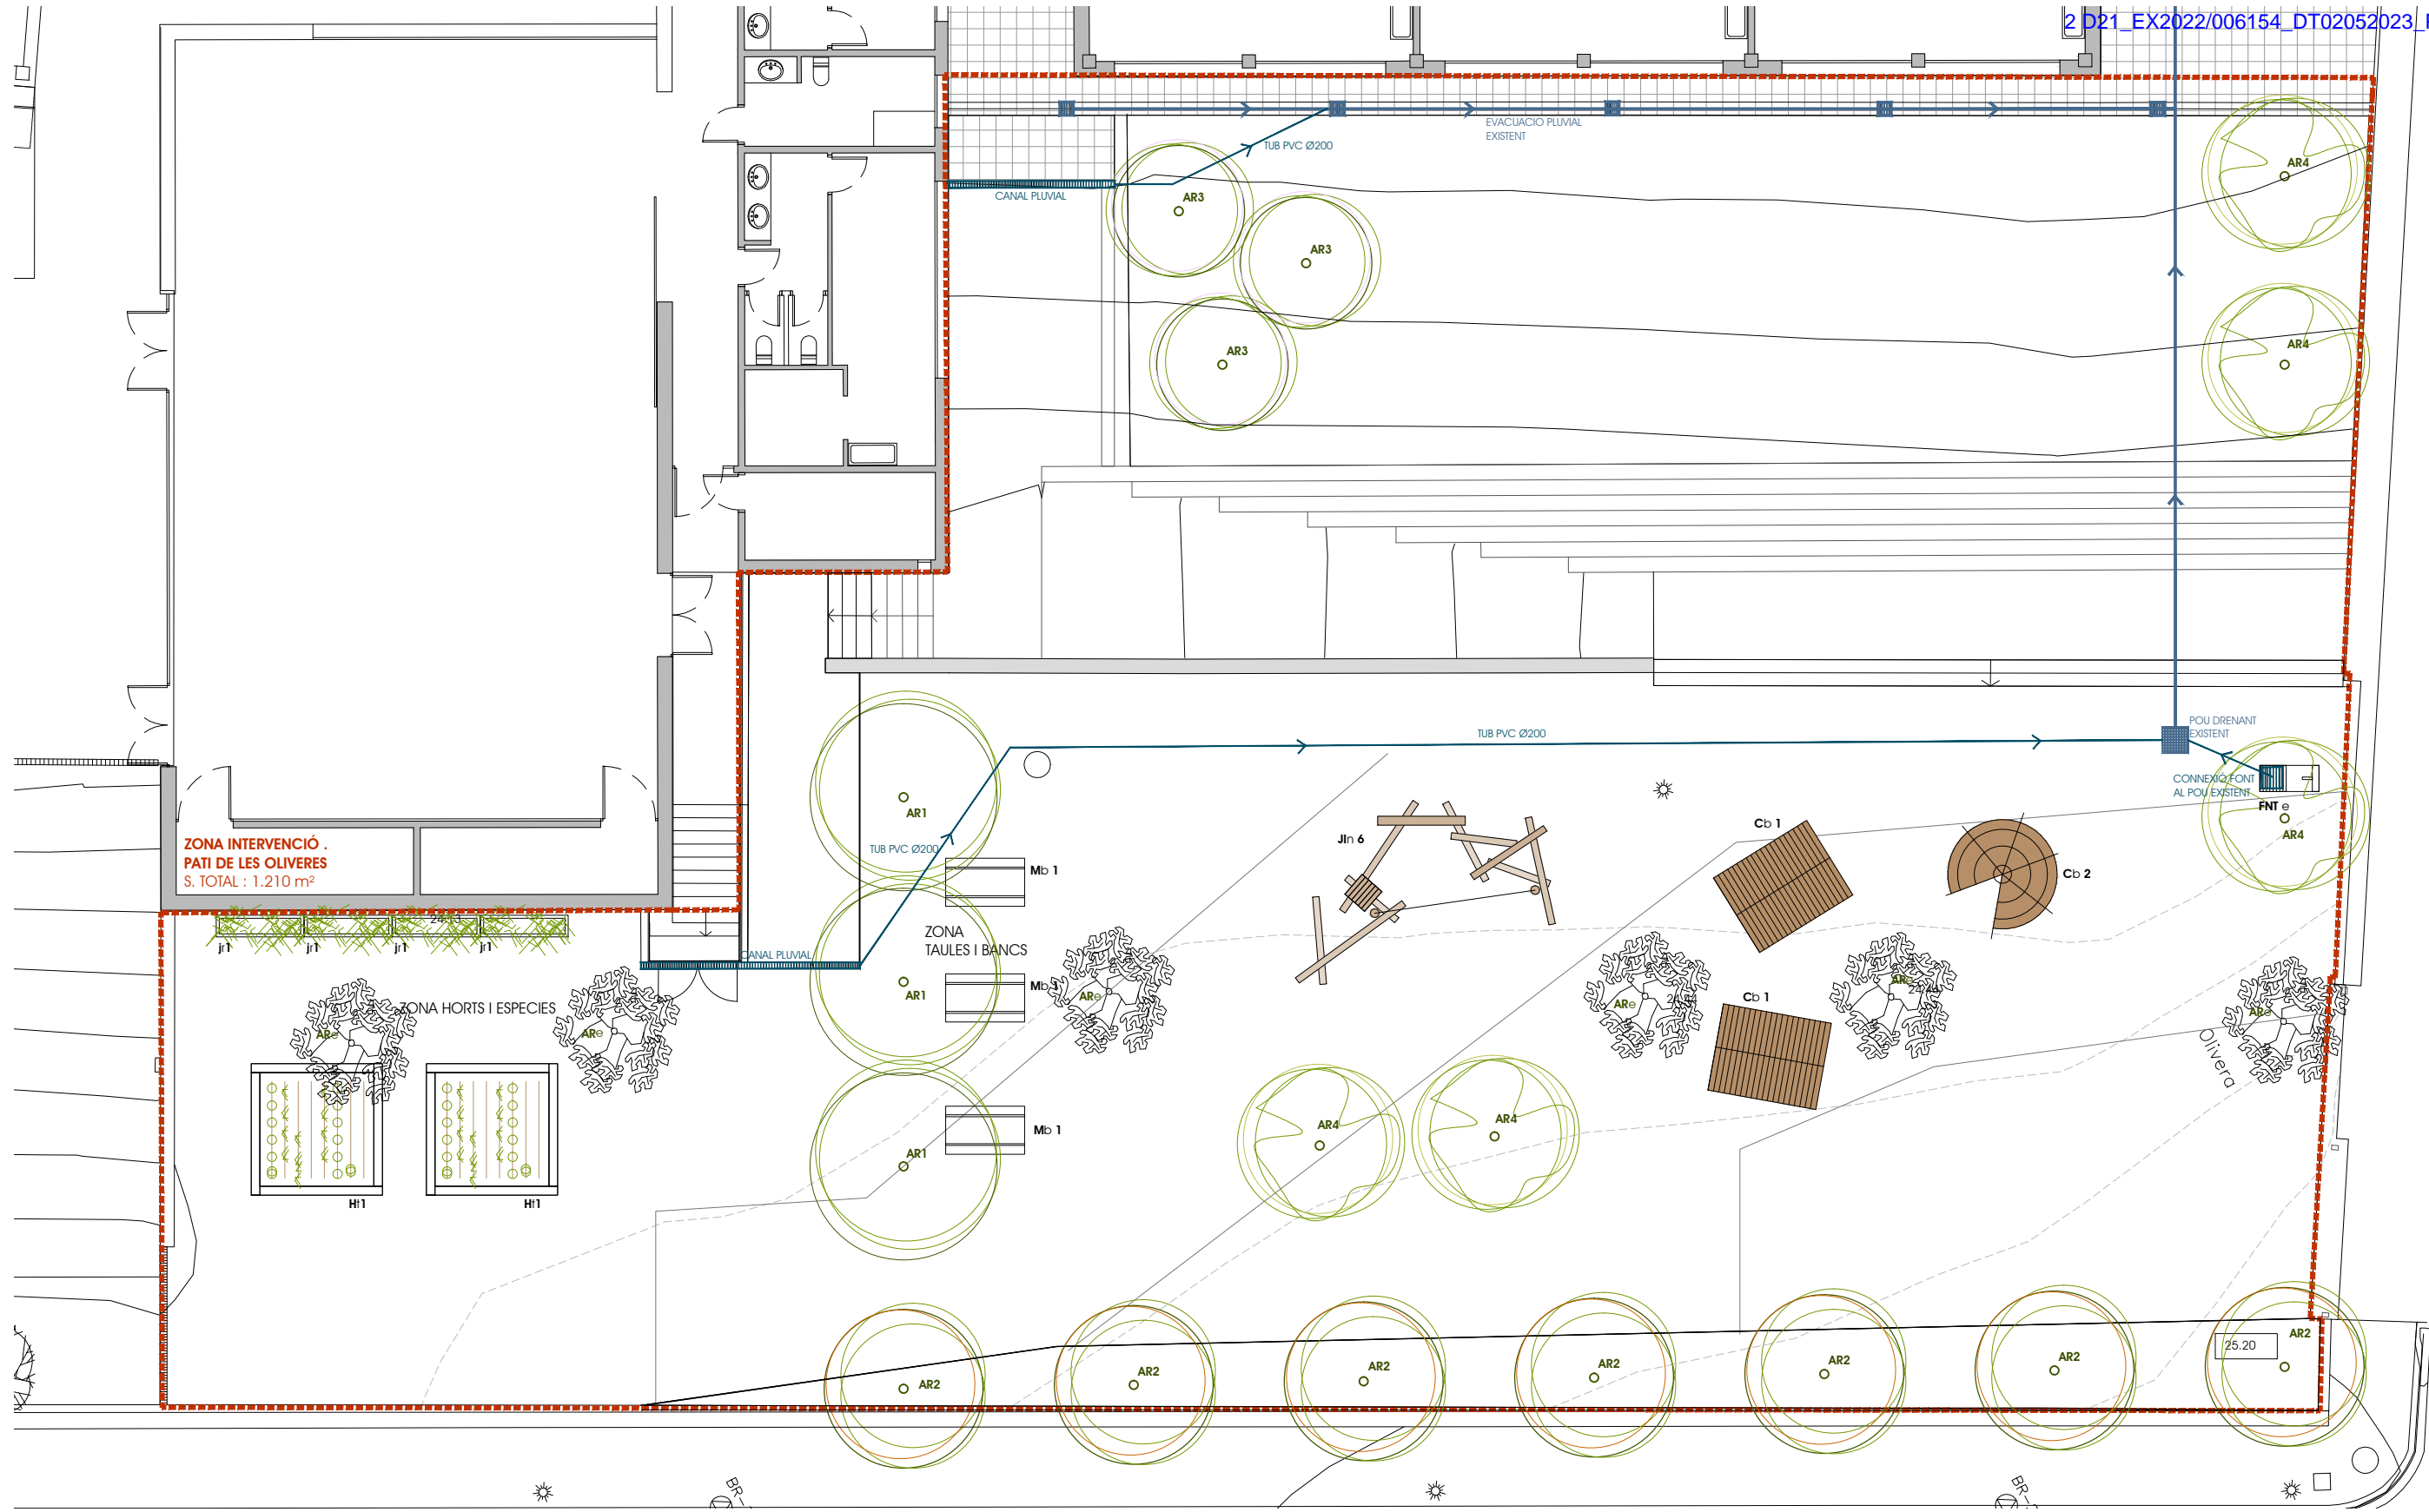 2 D21_EX2022/006154_DT02052023_
EVACUACIO PLUVIAL
EXISTENT
TUB PVC Ø200
CANAL PLUVIAL
AR3
AR3
AR3
AR4
AR4
TUB PVC Ø200
POU DRENANT
EXISTENT
CONNEXIÓ FONT
AL POU EXISTENT
FNT e
AR4
ZONA INTERVENCIÓ .
PATI DE LES OLIVERES
S. TOTAL : 1.210 m²
AR1
TUB PVC Ø200
Mb 1
JIn 6
Cb 1
Cb 2
jr1
jr1
jr1
jr1
ZONA
TAULES I BANCS
CANAL PLUVIAL
AR1
Mb 1
ARe
ARe
ARe
Cb 1
ARe
Olivera
ZONA HORTS I ESPECIES
ARe
ARe
Ht1
Ht1
AR1
Mb 1
AR4
AR4
AR2
AR2
AR2
AR2
AR2
AR2
AR2
25.20
BR-
BR-